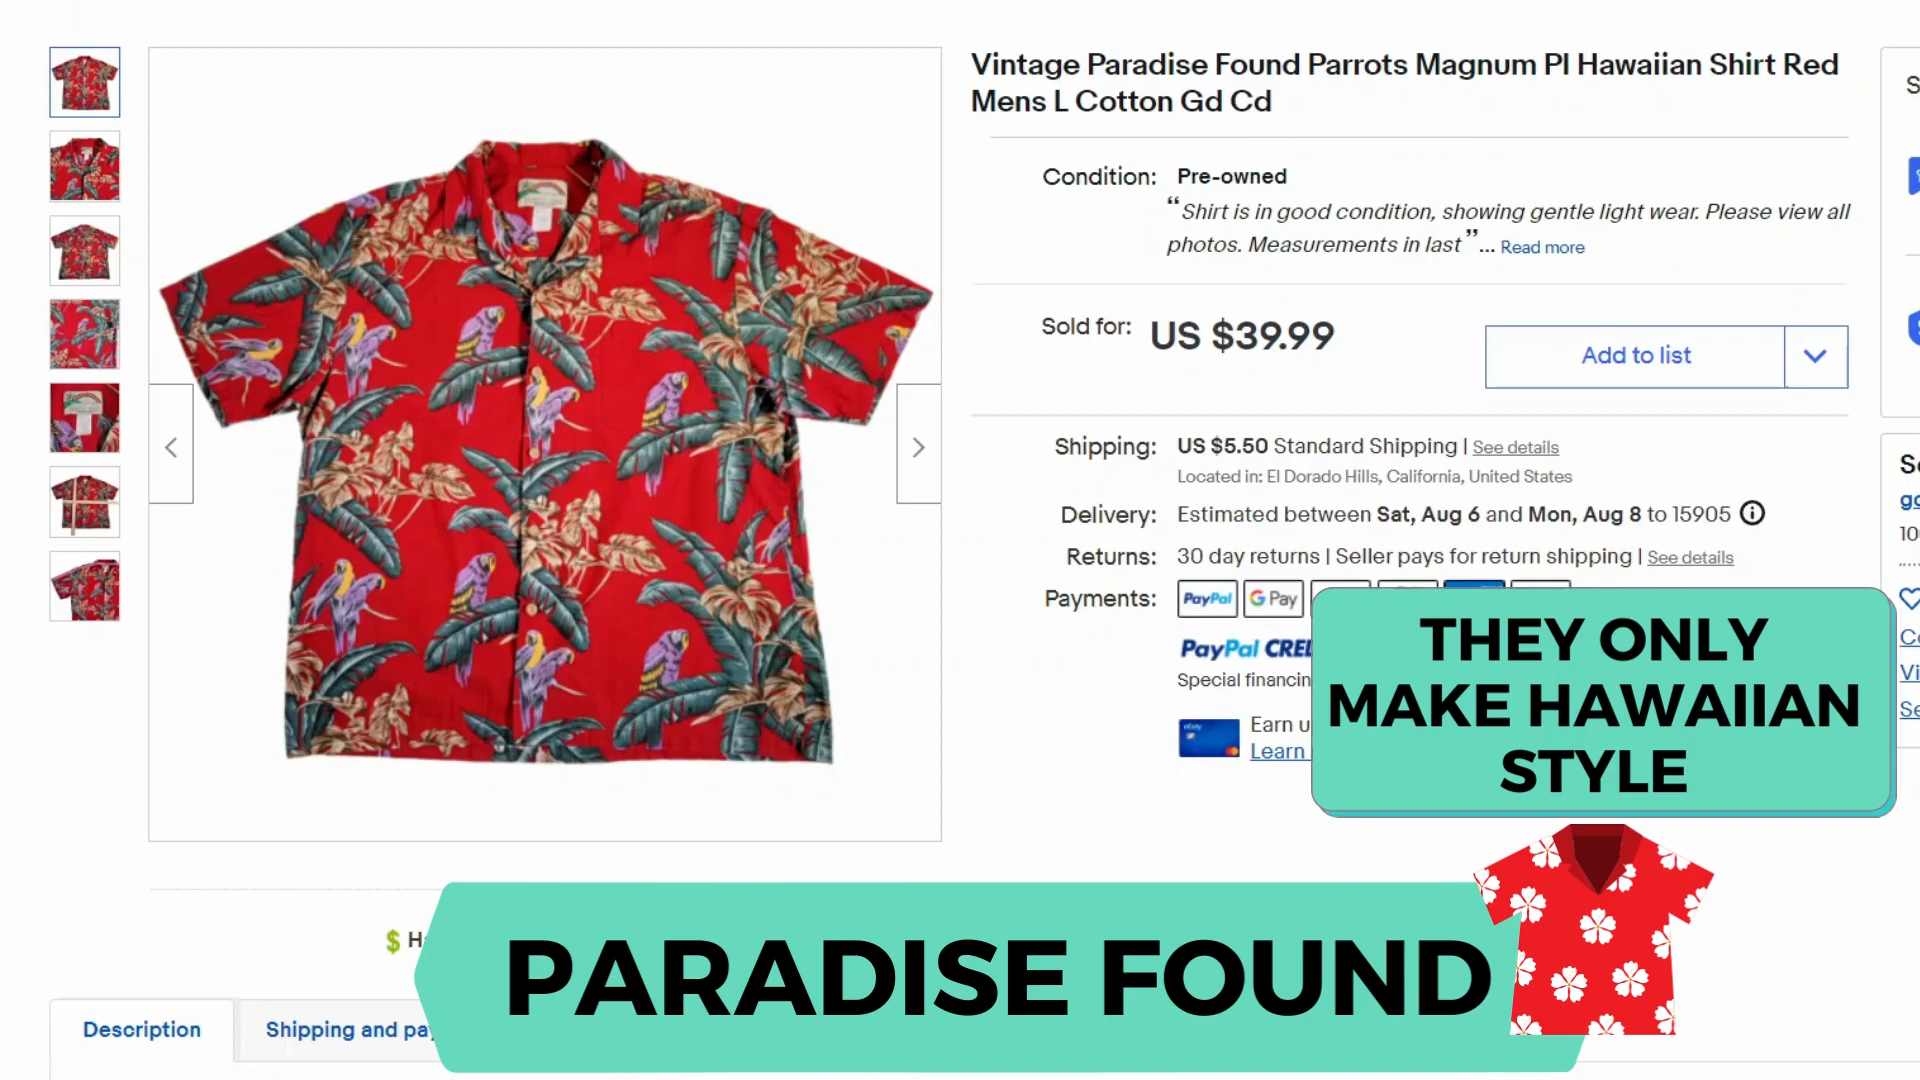 Vintage Paradise Found Parrots Magnum PI Hawaiian Shirt Red
Mens L Cotton Gd Cd
Condition: Pre-owned
“Shirt is in good condition, showing gentle light wear. Please view all
photos. Measurements in last”... Read more
Sold for: US $39.99
Add to list
Shipping: US $5.50 Standard Shipping | See details
Located in: El Dorado Hills, California, United States
Delivery: Estimated between Sat, Aug 6 and Mon, Aug 8 to 15905
Returns: 30 day returns | Seller pays for return shipping | See details
Payments: PayPal G Pay
PayPal
Earn
Learn
THEY ONLY
MAKE HAWAIIAN
STYLE
$
PARADISE FOUND
Description
Shipping and